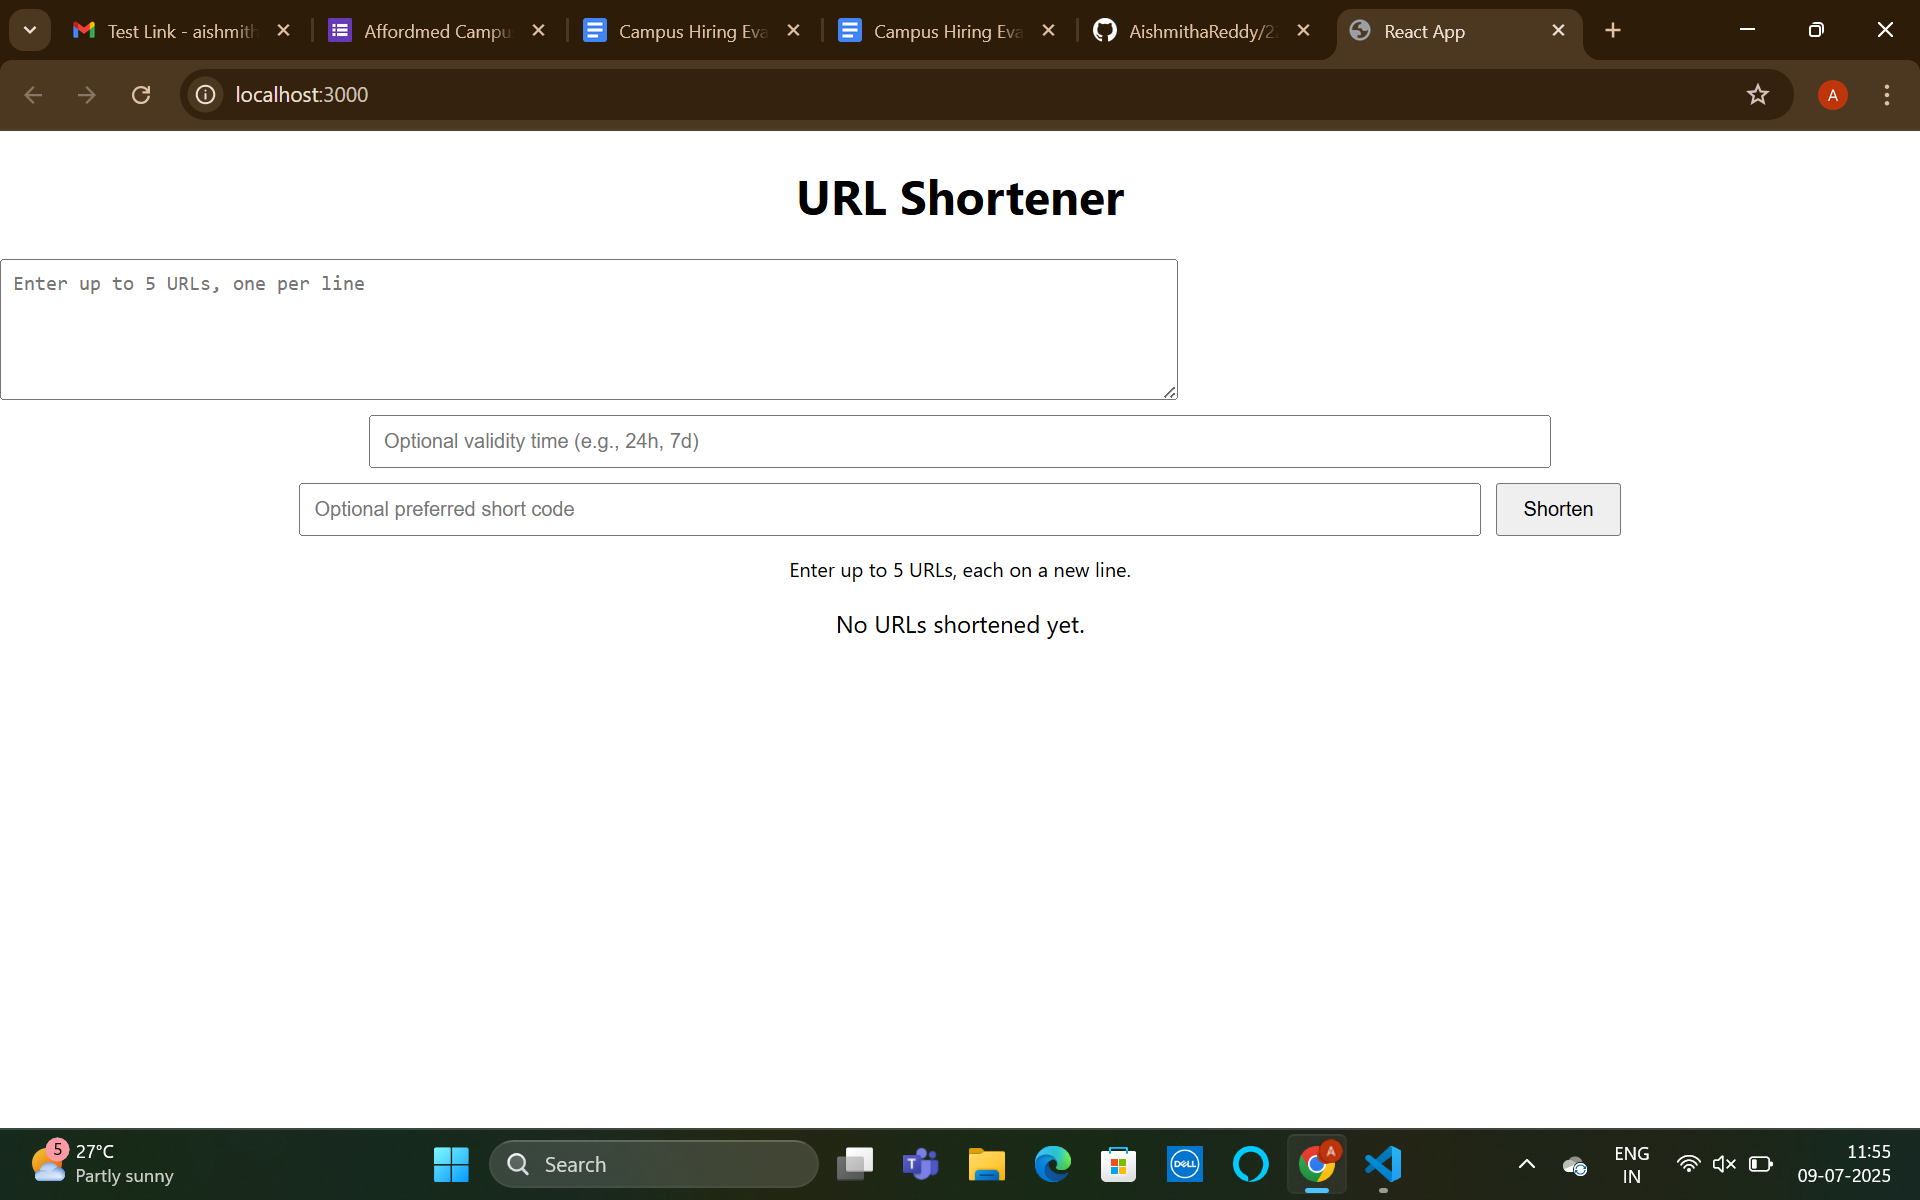 Test Link - aishmith
Affordmed Campu
Campus Hiring Eva
Campus Hiring Eva
AishmithaReddy/2
React App
localhost:3000
A
URL Shortener
Enter up to 5 URLs, one per line
Optional validity time (e.g., 24h, 7d)
Optional preferred short code
Shorten
Enter up to 5 URLs, each on a new line.
No URLs shortened yet.
5
27°C
Partly sunny
Search
T
DELL
A
ENG
IN
11:55
09-07-2025